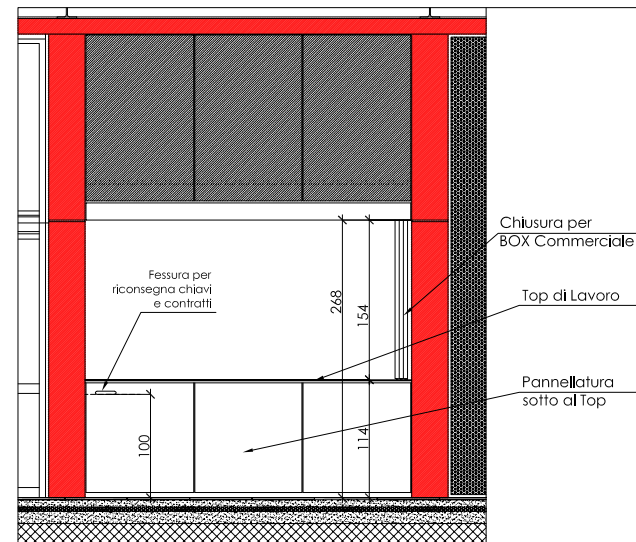 Chiusura per
BOX Commerciale
Fessura per
riconsegna chiavi
e contratti
268
154
Top di Lavoro
Pannellatura
sotto al Top
100
114